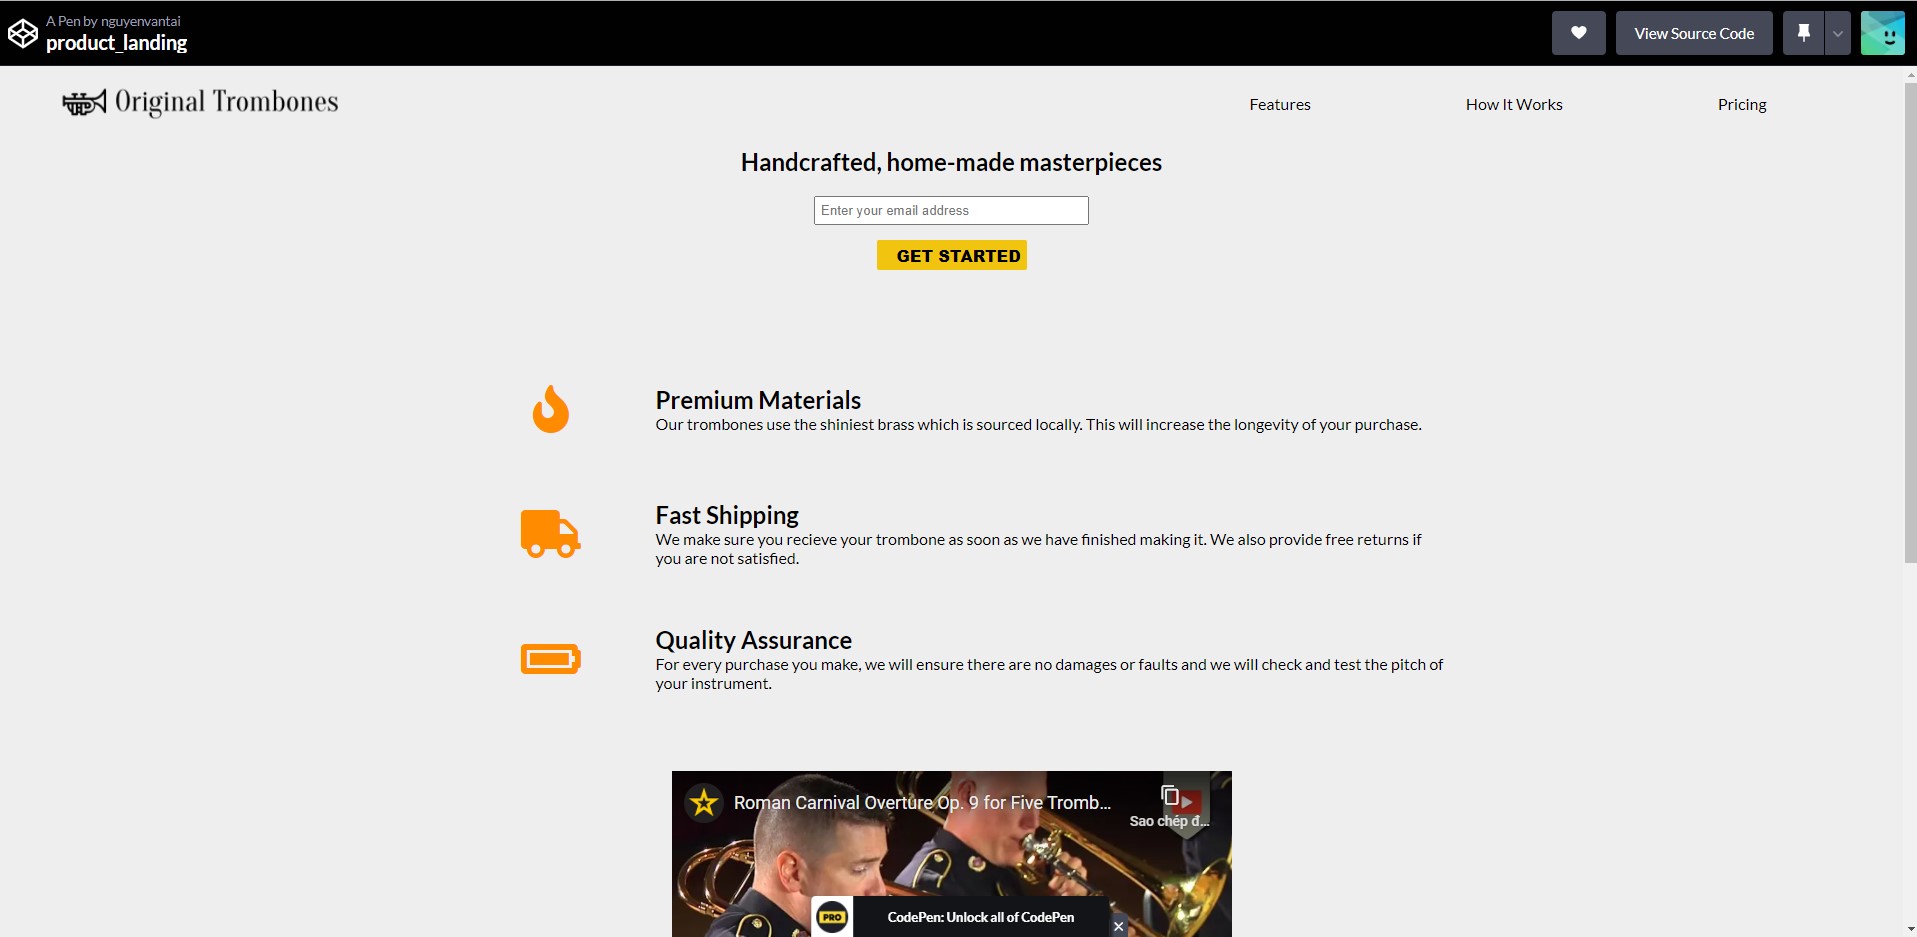 A Pen by nguyenvantai
product_landing
View Source Code
Original Trombones
Features
How It Works
Pricing
Handcrafted, home-made masterpieces
Enter your email address
GET STARTED
Premium Materials
Our trombones use the shiniest brass which is sourced locally. This will increase the longevity of your purchase.
Fast Shipping
We make sure you recieve your trombone as soon as we have finished making it. We also provide free returns if
you are not satisfied.
Quality Assurance
For every purchase you make, we will ensure there are no damages or faults and we will check and test the pitch of
your instrument.
Roman Carnival Overture Op. 9 for Five Tromb...
Sao chép đ...
PRO
CodePen: Unlock all of CodePen